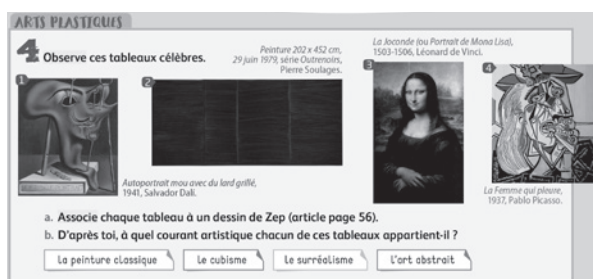 ARTS PLASTIQUES
4 Observe ces tableaux célèbres.
Peinture 202 x 452 cm,
29 juin 1979, série Outrenoirs,
Pierre Soulages.
La Joconde (ou Portrait de Mona Lisa),
1503-1506, Léonard de Vinci.
1
2
3
4
Autoportrait mou avec du lard grillé,
1941, Salvador Dalí.
La Femme qui pleure,
1937, Pablo Picasso.
a. Associe chaque tableau à un dessin de Zep (article page 56).
b. D'après toi, à quel courant artistique chacun de ces tableaux appartient-il ?
La peinture classique
Le cubisme
Le surréalisme
L'art abstrait